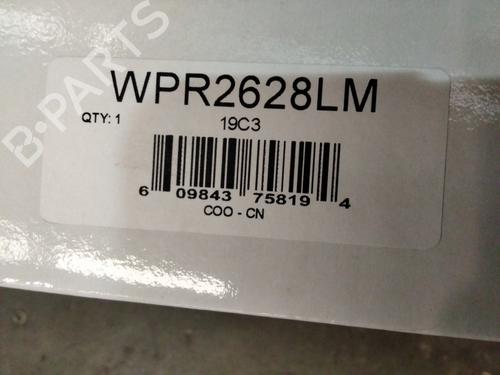 WPR2628LM
QTY: 1
19C3
6 09843 75819 4
COO - CN
B-PARTS